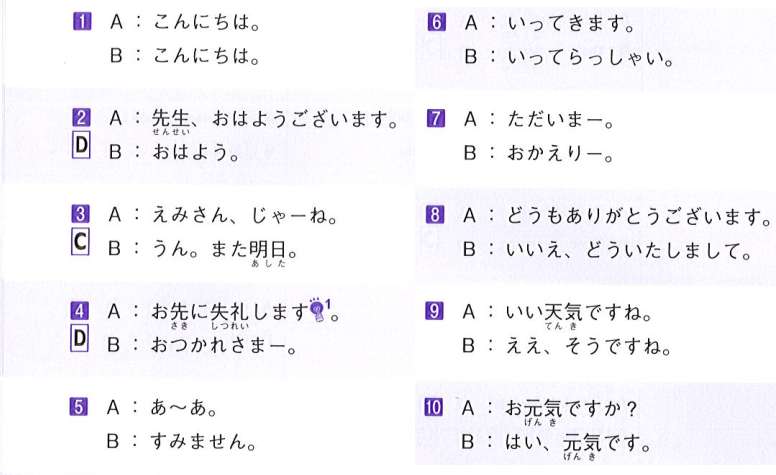 1 A：こんにちは。
B：こんにちは。
2 A：先生、おはようございます。
せんせい
D B：おはよう。
3 A：えみさん、じゃーね。
C B：うん。また明日。
あした
4 A：お先に失礼します 1。
さき しつれい
D B：おつかれさまー。
5 A：あ〜あ。
B：すみません。
6 A：いってきます。
B：いってらっしゃい。
7 A：ただいまー。
B：おかえりー。
8 A：どうもありがとうございます。
B：いいえ、どういたしまして。
9 A：いい天気ですね。
てん き
B：ええ、そうですね。
10 A：お元気ですか？
げん き
B：はい、元気です。
げん き